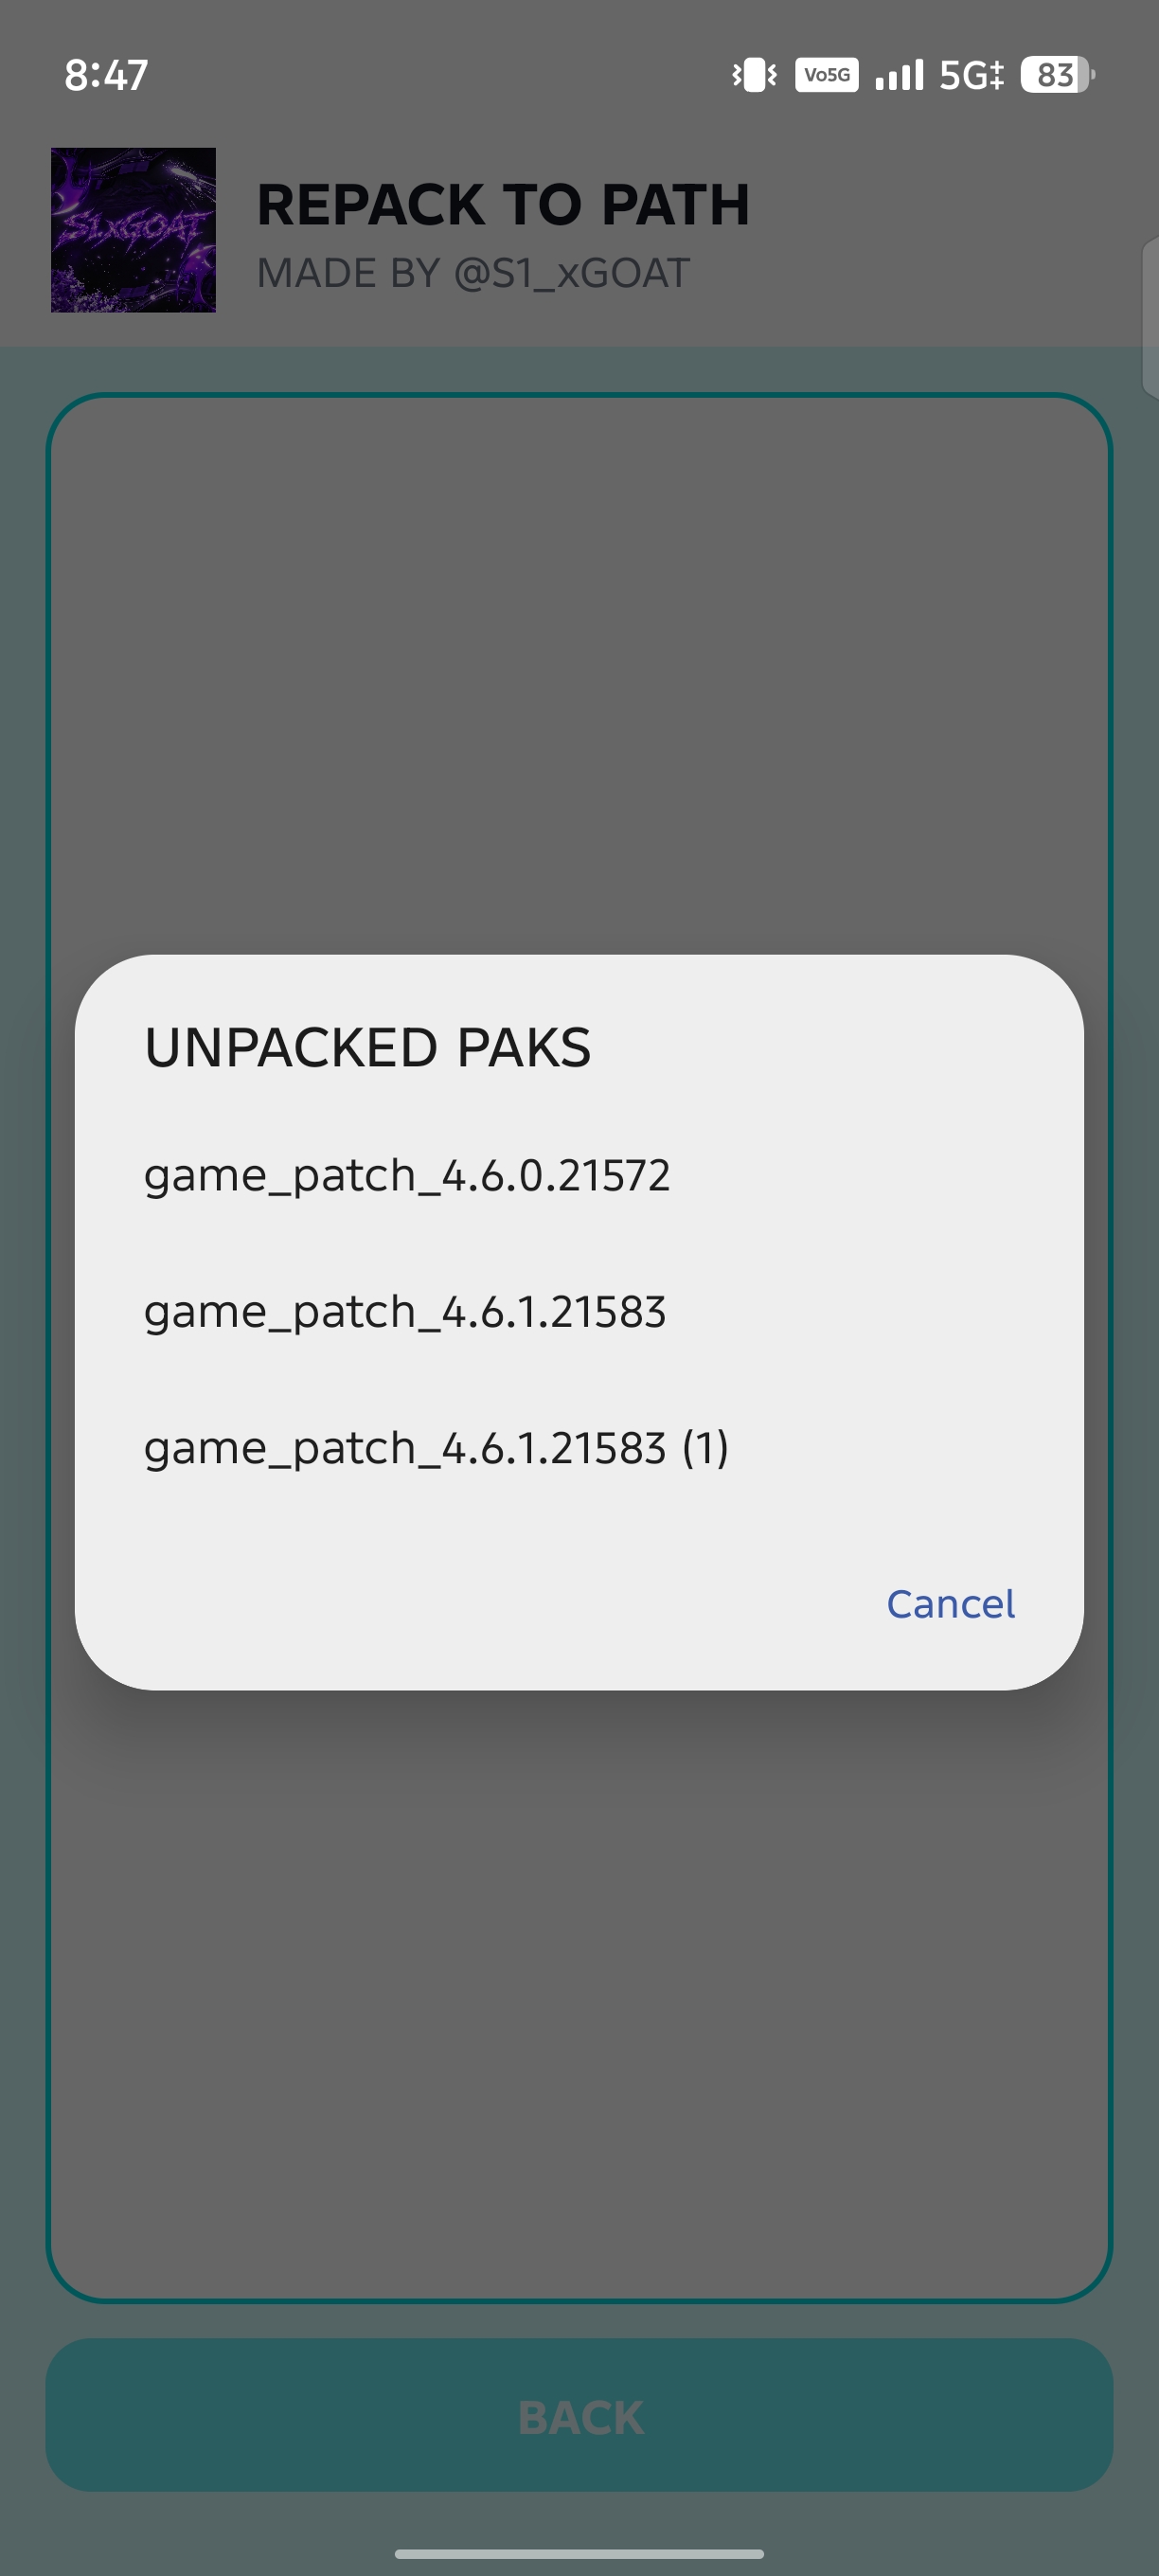 8:47
Vo5G
5G‡
83
S1xGOAT
REPACK TO PATH
MADE BY @S1_xGOAT
UNPACKED PAKS
game_patch_4.6.0.21572
game_patch_4.6.1.21583
game_patch_4.6.1.21583 (1)
Cancel
BACK